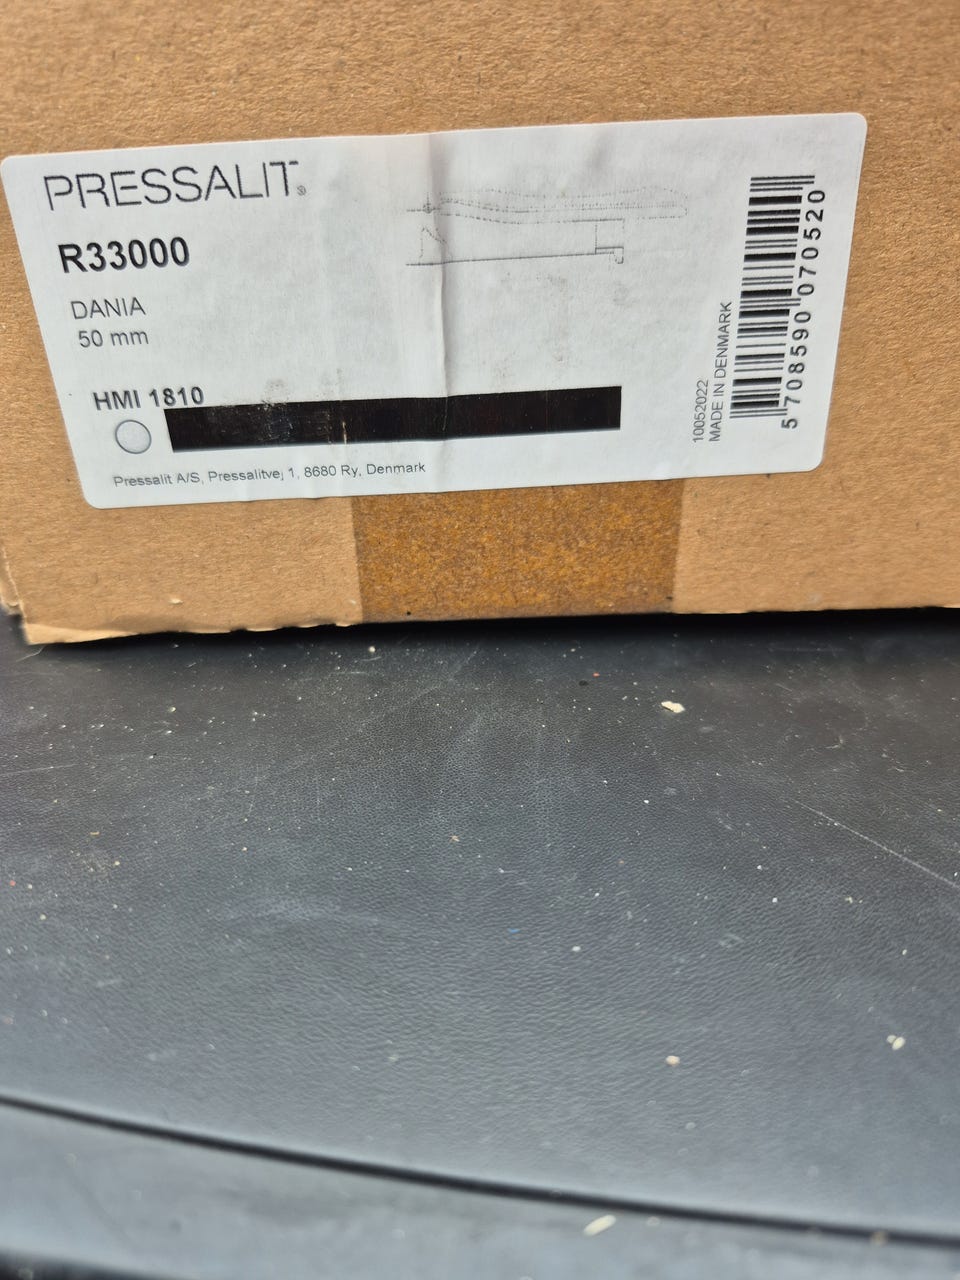 PRESSALIT®
R33000
DANIA
50 mm
HMI 1810
Pressalit A/S, Pressalitvej 1, 8680 Ry, Denmark
10052022
MADE IN DENMARK
5 708590 070520